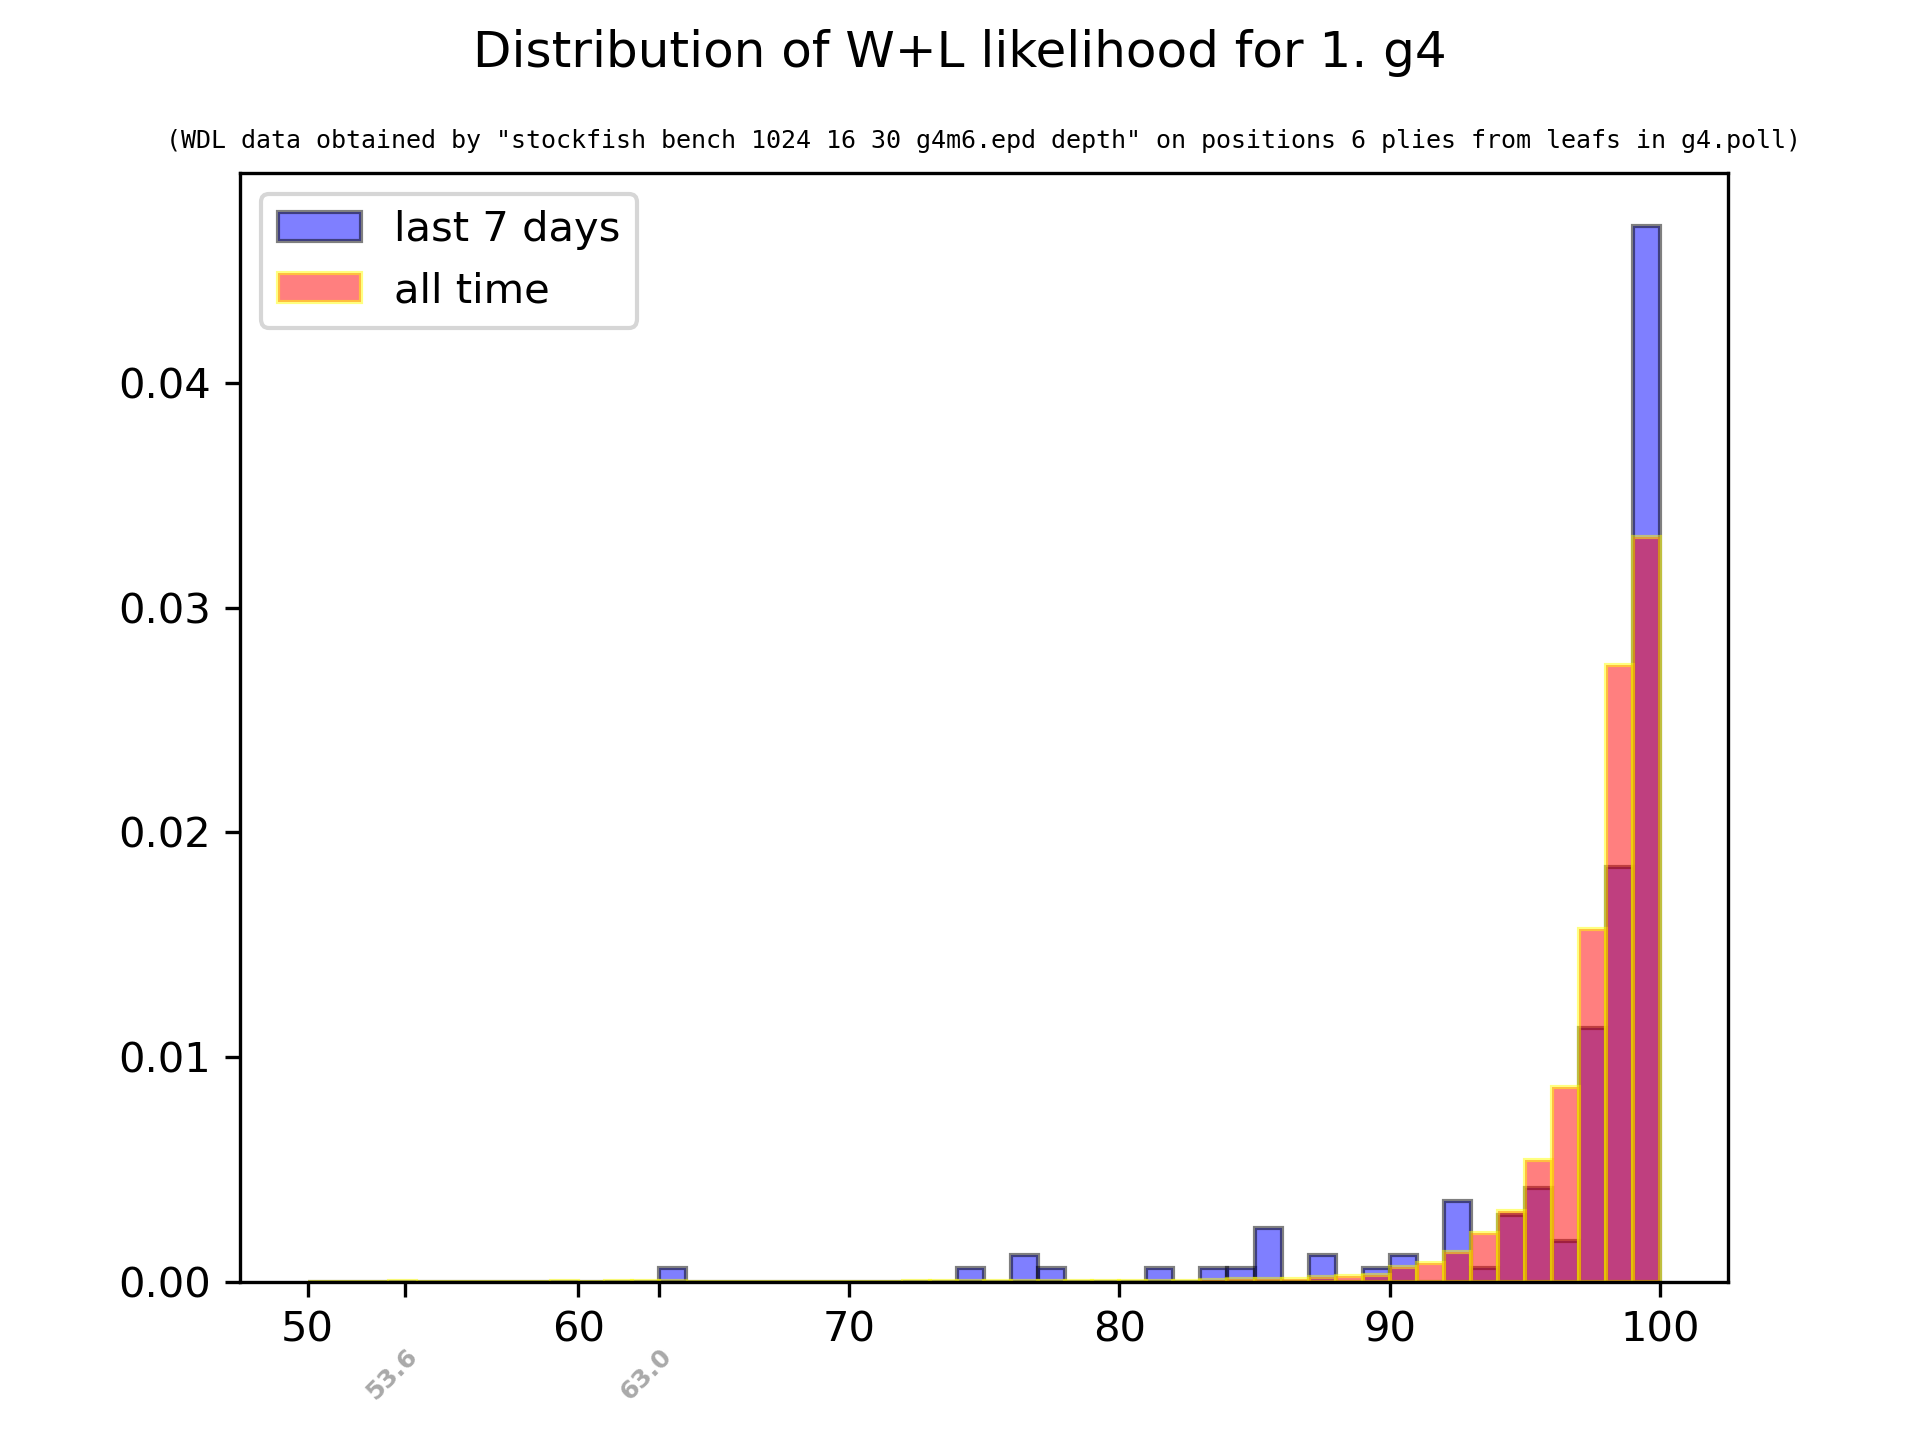 Distribution of W+L likelihood for 1. g4
(WDL data obtained by "stockfish bench 1024 16 30 g4m6.epd depth" on positions 6 plies from leafs in g4.poll)
last 7 days
all time
0.04
0.03
0.02
0.01
0.00
50 60 70 80 90 100
53.6 63.0